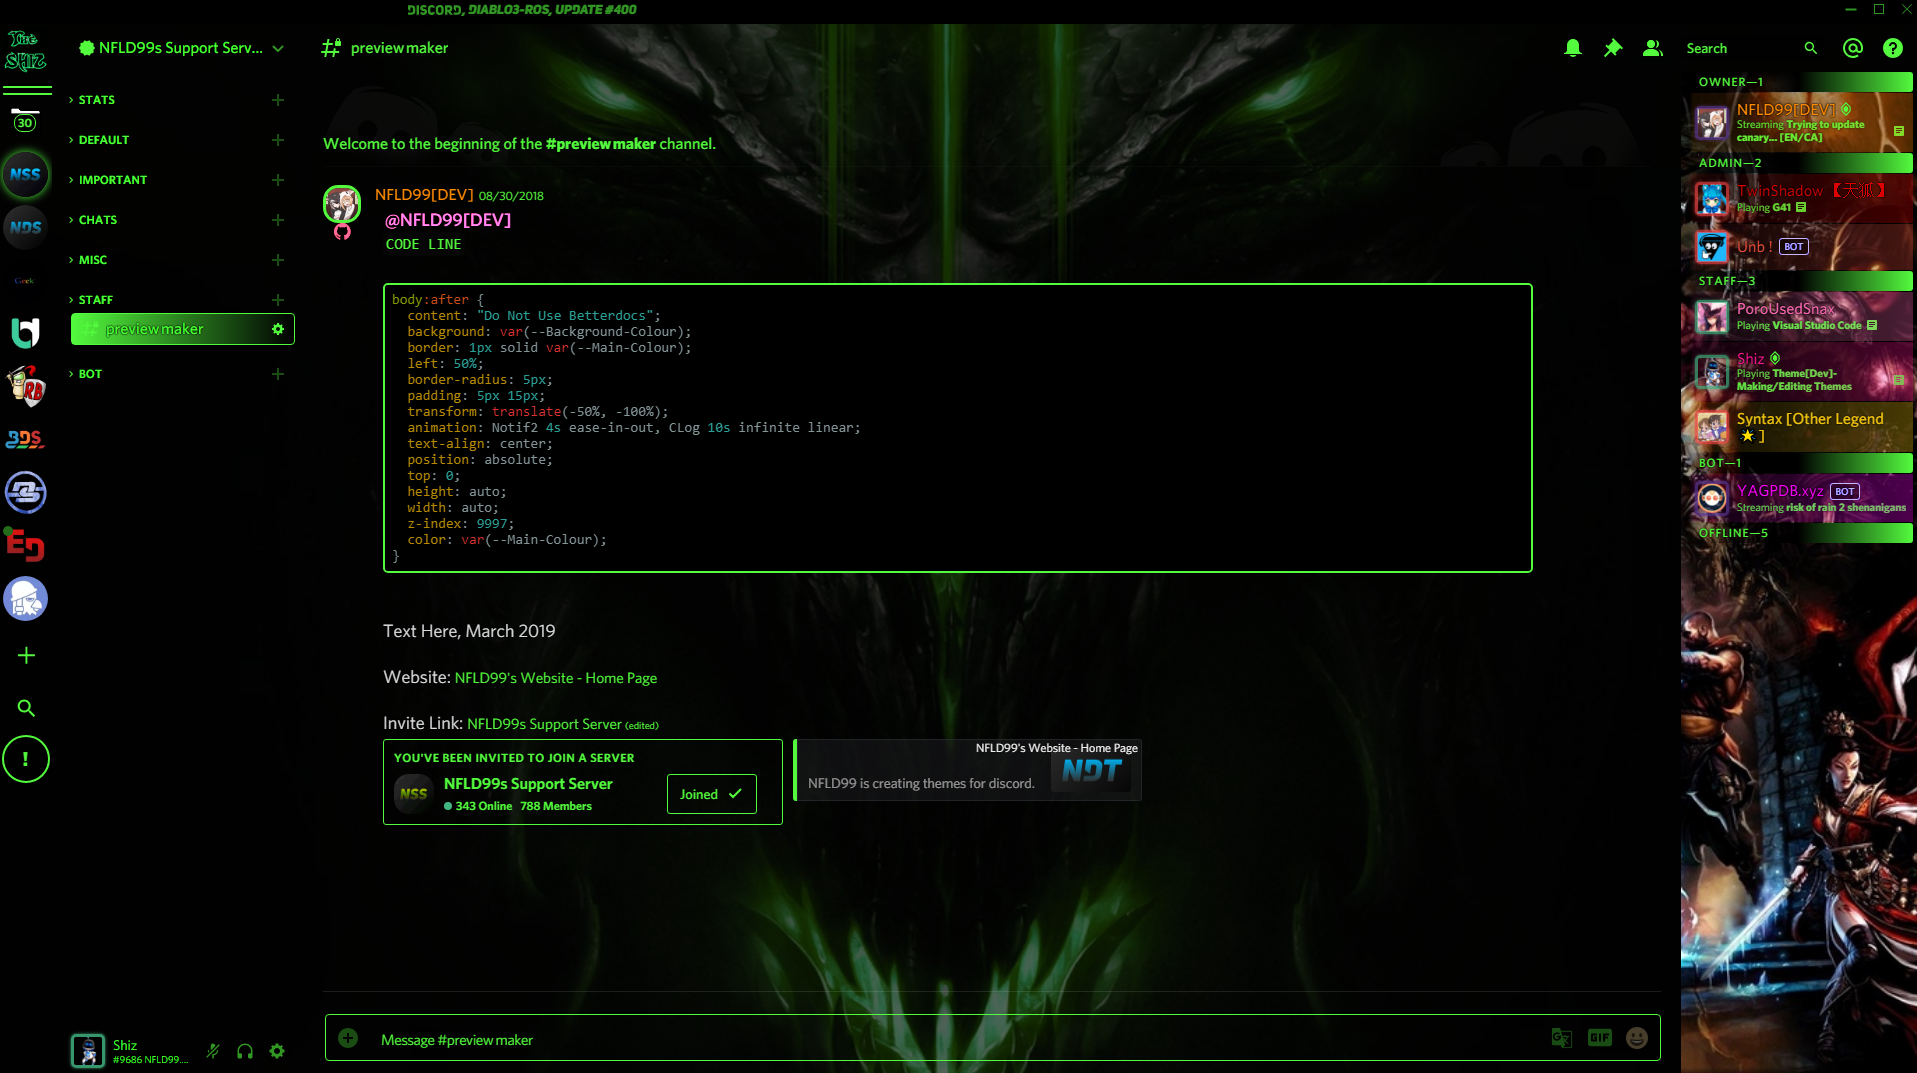 DISCORD, DIABLO3-ROS, UPDATE #400
The
SHIZ
30
NSS
NDS
Geek
RB
BDS
ED
!
NFLD99s Support Serv...
STATS
DEFAULT
IMPORTANT
CHATS
MISC
STAFF
preview maker
BOT
Shiz
#9686 NFLD99....
preview maker
Search
Welcome to the beginning of the #preview maker channel.
NFLD99[DEV] 08/30/2018
@NFLD99[DEV]
CODE LINE
body:after {
content: "Do Not Use Betterdocs";
background: var(--Background-Colour);
border: 1px solid var(--Main-Colour);
left: 50%;
border-radius: 5px;
padding: 5px 15px;
transform: translate(-50%, -100%);
animation: Notif2 4s ease-in-out, CLog 10s infinite linear;
text-align: center;
position: absolute;
top: 0;
height: auto;
width: auto;
z-index: 9997;
color: var(--Main-Colour);
}
Text Here, March 2019
Website: NFLD99's Website - Home Page
Invite Link: NFLD99s Support Server (edited)
YOU'VE BEEN INVITED TO JOIN A SERVER
NSS
NFLD99s Support Server
343 Online 788 Members
Joined
NFLD99's Website - Home Page
NFLD99 is creating themes for discord.
NDT
Message #preview maker
GIF
OWNER—1
NFLD99[DEV]
Streaming Trying to update
canary... [EN/CA]
ADMIN—2
TwinShadow 【天狐】
Playing G41
Unb ! BOT
STAFF—3
PoroUsedSnax
Playing Visual Studio Code
Shiz
Playing Theme[Dev]-
Making/Editing Themes
Syntax [Other Legend
⭐ ]
BOT—1
YAGPDB.xyz BOT
Streaming risk of rain 2 shenanigans
OFFLINE—5